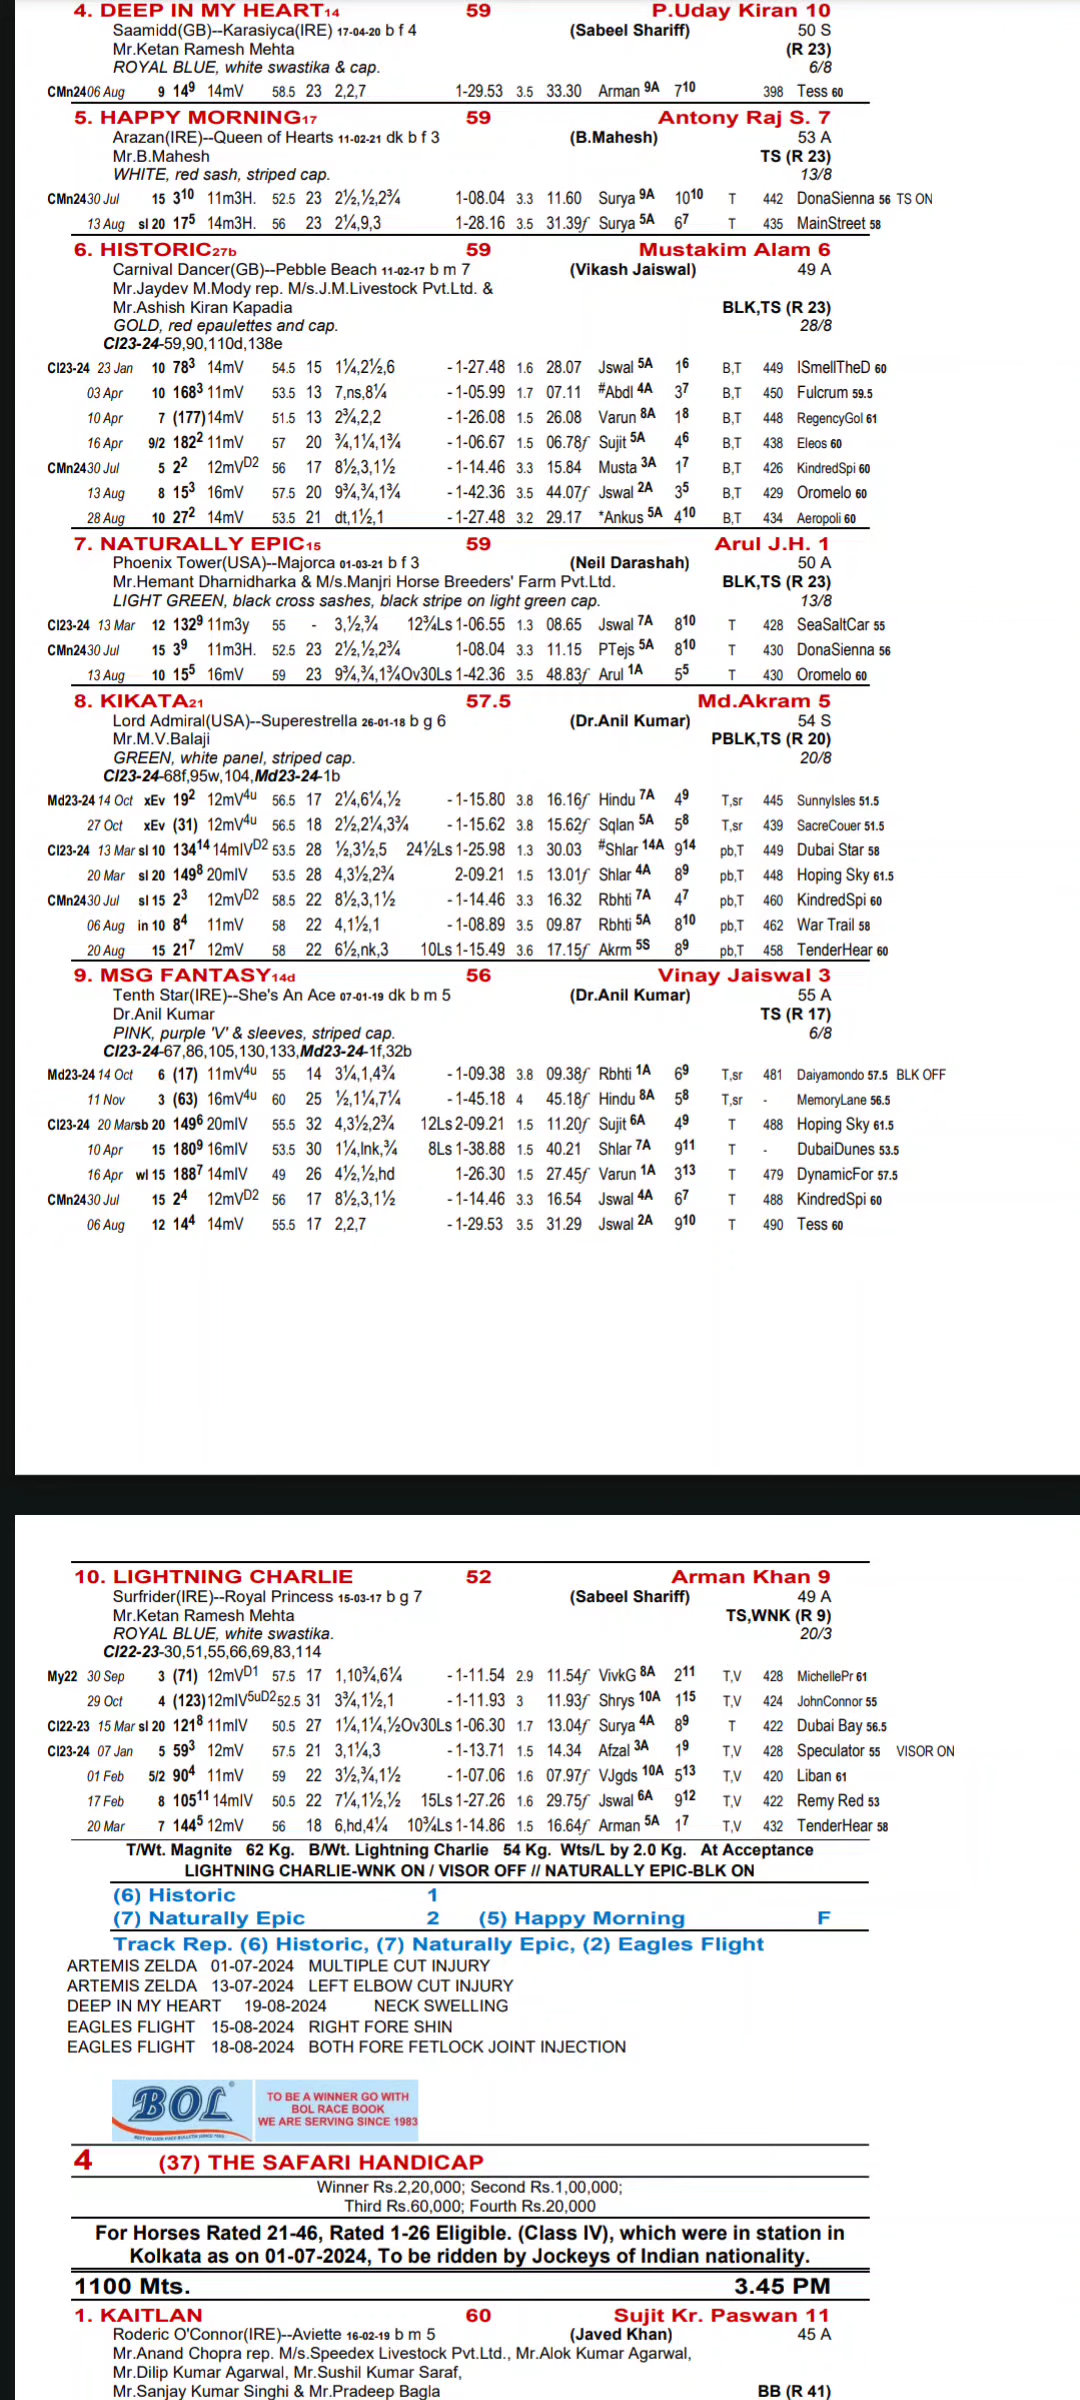 4. DEEP IN MY HEART14 59 P.Uday Kiran 10
Saamidd(GB)--Karasiyca(IRE) 17-04-20 b f 4 (Sabeel Shariff) 50 S
Mr.Ketan Ramesh Mehta (R 23)
ROYAL BLUE, white swastika & cap. 6/8
CMn24 06 Aug 9 14⁹ 14mV 58.5 23 2,2,7 1-29.53 3.5 33.30 Arman 9A 7¹⁰ 398 Tess 60
5. HAPPY MORNING17 59 Antony Raj S. 7
Arazan(IRE)--Queen of Hearts 11-02-21 dk b f 3 (B.Mahesh) 53 A
Mr.B.Mahesh TS (R 23)
WHITE, red sash, striped cap. 13/8
CMn24 30 Jul 15 3¹⁰ 11m3H. 52.5 23 2½,½,2¾ 1-08.04 3.3 11.60 Surya 9A 10¹⁰ T 442 DonaSienna 56 TS ON
13 Aug sl 20 17⁵ 14m3H. 56 23 2¼,9,3 1-28.16 3.5 31.39f Surya 5A 6⁷ T 435 MainStreet 58
6. HISTORIC27b 59 Mustakim Alam 6
Carnival Dancer(GB)--Pebble Beach 11-02-17 b m 7 (Vikash Jaiswal) 49 A
Mr.Jaydev M.Mody rep. M/s.J.M.Livestock Pvt.Ltd. &
Mr.Ashish Kiran Kapadia BLK,TS (R 23)
GOLD, red epaulettes and cap. 28/8
Cl23-24-59,90,110d,138e
Cl23-24 23 Jan 10 78³ 14mV 54.5 15 1¼,2½,6 - 1-27.48 1.6 28.07 Jswal 5A 1⁶ B,T 449 ISmellTheD 60
03 Apr 10 168³ 11mV 53.5 13 7,ns,8¼ - 1-05.99 1.7 07.11 #Abdl 4A 3⁷ B,T 450 Fulcrum 59.5
10 Apr 7 (177) 14mV 51.5 13 2¾,2,2 - 1-26.08 1.5 26.08 Varun 8A 1⁸ B,T 448 RegencyGol 61
16 Apr 9/2 182² 11mV 57 20 ¾,1¼,1¾ - 1-06.67 1.5 06.78f Sujit 5A 4⁶ B,T 438 Eleos 60
CMn24 30 Jul 5 2² 12mVD2 56 17 8½,3,1½ - 1-14.46 3.3 15.84 Musta 3A 1⁷ B,T 426 KindredSpi 60
13 Aug 8 15³ 16mV 57.5 20 9¾,¾,1¾ - 1-42.36 3.5 44.07f Jswal 2A 3⁵ B,T 429 Oromelo 60
28 Aug 10 27² 14mV 53.5 21 dt,1½,1 - 1-27.48 3.2 29.17 *Ankus 5A 4¹⁰ B,T 434 Aeropoli 60
7. NATURALLY EPIC15 59 Arul J.H. 1
Phoenix Tower(USA)--Majorca 01-03-21 b f 3 (Neil Darashah) 50 A
Mr.Hemant Dharnidharka & M/s.Manjri Horse Breeders' Farm Pvt.Ltd. BLK,TS (R 23)
LIGHT GREEN, black cross sashes, black stripe on light green cap. 13/8
Cl23-24 13 Mar 12 132⁹ 11m3y 55 - 3,½,¾ 12¾Ls 1-06.55 1.3 08.65 Jswal 7A 8¹⁰ T 428 SeaSaltCar 55
CMn24 30 Jul 15 3⁹ 11m3H. 52.5 23 2½,½,2¾ 1-08.04 3.3 11.15 PTejs 5A 8¹⁰ T 430 DonaSienna 56
13 Aug 10 15⁵ 16mV 59 23 9¾,¾,1¾ Ov30Ls 1-42.36 3.5 48.83f Arul 1A 5⁵ T 430 Oromelo 60
8. KIKATA21 57.5 Md.Akram 5
Lord Admiral(USA)--Superestrella 26-01-18 b g 6 (Dr.Anil Kumar) 54 S
Mr.M.V.Balaji PBLK,TS (R 20)
GREEN, white panel, striped cap. 20/8
Cl23-24-68f,95w,104,Md23-24-1b
Md23-24 14 Oct xEv 19² 12mV4u 56.5 17 2¼,6¼,½ - 1-15.80 3.8 16.16f Hindu 7A 4⁹ T,sr 445 SunnyIsles 51.5
27 Oct xEv (31) 12mV4u 56.5 18 2½,2¼,3¾ - 1-15.62 3.8 15.62f Sqlan 5A 5⁸ T,sr 439 SacreCouer 51.5
Cl23-24 13 Mar sl 10 134¹⁴ 14mIVD2 53.5 28 ½,3½,5 24½Ls 1-25.98 1.3 30.03 #Shlar 14A 9¹⁴ pb,T 449 Dubai Star 58
20 Mar sl 20 149⁸ 20mIV 53.5 28 4,3½,2¾ 2-09.21 1.5 13.01f Shlar 4A 8⁹ pb,T 448 Hoping Sky 61.5
CMn24 30 Jul sl 15 2³ 12mVD2 58.5 22 8½,3,1½ - 1-14.46 3.3 16.32 Rbhti 7A 4⁷ pb,T 460 KindredSpi 60
06 Aug in 10 8⁴ 11mV 58 22 4,1½,1 - 1-08.89 3.5 09.87 Rbhti 5A 8¹⁰ pb,T 462 War Trail 58
20 Aug 15 21⁷ 12mV 58 22 6½,nk,3 10Ls 1-15.49 3.6 17.15f Akrm 5S 8⁹ pb,T 458 TenderHear 60
9. MSG FANTASY14d 56 Vinay Jaiswal 3
Tenth Star(IRE)--She's An Ace 07-01-19 dk b m 5 (Dr.Anil Kumar) 55 A
Dr.Anil Kumar TS (R 17)
PINK, purple 'V' & sleeves, striped cap. 6/8
Cl23-24-67,86,105,130,133,Md23-24-1f,32b
Md23-24 14 Oct 6 (17) 11mV4u 55 14 3¼,1,4¾ - 1-09.38 3.8 09.38f Rbhti 1A 6⁹ T,sr 481 Daiyamondo 57.5 BLK OFF
11 Nov 3 (63) 16mV4u 60 25 ½,1¼,7¼ - 1-45.18 4 45.18f Hindu 8A 5⁸ T,sr - MemoryLane 56.5
Cl23-24 20 Mar sb 20 149⁶ 20mIV 55.5 32 4,3½,2¾ 12Ls 2-09.21 1.5 11.20f Sujit 6A 4⁹ T 488 Hoping Sky 61.5
10 Apr 15 180⁹ 16mIV 53.5 30 1¼,lnk,¾ 8Ls 1-38.88 1.5 40.21 Shlar 7A 9¹¹ T - DubaiDunes 53.5
16 Apr wl 15 188⁷ 14mIV 49 26 4½,½,hd 1-26.30 1.5 27.45f Varun 1A 3¹³ T 479 DynamicFor 57.5
CMn24 30 Jul 15 2⁴ 12mVD2 56 17 8½,3,1½ - 1-14.46 3.3 16.54 Jswal 4A 6⁷ T 488 KindredSpi 60
06 Aug 12 14⁴ 14mV 55.5 17 2,2,7 - 1-29.53 3.5 31.29 Jswal 2A 9¹⁰ T 490 Tess 60
10. LIGHTNING CHARLIE 52 Arman Khan 9
Surfrider(IRE)--Royal Princess 15-03-17 b g 7 (Sabeel Shariff) 49 A
Mr.Ketan Ramesh Mehta TS,WNK (R 9)
ROYAL BLUE, white swastika. 20/3
Cl22-23-30,51,55,66,69,83,114
My22 30 Sep 3 (71) 12mVD1 57.5 17 1,10¾,6¼ - 1-11.54 2.9 11.54f VivkG 8A 2¹¹ T,V 428 MichellePr 61
29 Oct 4 (123) 12mIV5uD2 52.5 31 3¾,1½,1 - 1-11.93 3 11.93f Shrys 10A 1¹⁵ T,V 424 JohnConnor 55
Cl22-23 15 Mar sl 20 121⁸ 11mIV 50.5 27 1¼,1¼,½ Ov30Ls 1-06.30 1.7 13.04f Surya 4A 8⁹ T 422 Dubai Bay 56.5
Cl23-24 07 Jan 5 59³ 12mV 57.5 21 3,1¼,3 - 1-13.71 1.5 14.34 Afzal 3A 1⁹ T,V 428 Speculator 55 VISOR ON
01 Feb 5/2 90⁴ 11mV 59 22 3½,¾,1½ - 1-07.06 1.6 07.97f VJgds 10A 5¹³ T,V 420 Liban 61
17 Feb 8 105¹¹ 14mIV 50.5 22 7¼,1½,½ 15Ls 1-27.26 1.6 29.75f Jswal 6A 9¹² T,V 422 Remy Red 53
20 Mar 7 144⁵ 12mV 56 18 6,hd,4¼ 10¾Ls 1-14.86 1.5 16.64f Arman 5A 1⁷ T,V 432 TenderHear 58
T/Wt. Magnite 62 Kg. B/Wt. Lightning Charlie 54 Kg. Wts/L by 2.0 Kg. At Acceptance
LIGHTNING CHARLIE-WNK ON / VISOR OFF // NATURALLY EPIC-BLK ON
(6) Historic 1
(7) Naturally Epic 2 (5) Happy Morning F
Track Rep. (6) Historic, (7) Naturally Epic, (2) Eagles Flight
ARTEMIS ZELDA 01-07-2024 MULTIPLE CUT INJURY
ARTEMIS ZELDA 13-07-2024 LEFT ELBOW CUT INJURY
DEEP IN MY HEART 19-08-2024 NECK SWELLING
EAGLES FLIGHT 15-08-2024 RIGHT FORE SHIN
EAGLES FLIGHT 18-08-2024 BOTH FORE FETLOCK JOINT INJECTION
BOL
TO BE A WINNER GO WITH
BOL RACE BOOK
WE ARE SERVING SINCE 1983
4 (37) THE SAFARI HANDICAP
Winner Rs.2,20,000; Second Rs.1,00,000;
Third Rs.60,000; Fourth Rs.20,000
For Horses Rated 21-46, Rated 1-26 Eligible. (Class IV), which were in station in
Kolkata as on 01-07-2024, To be ridden by Jockeys of Indian nationality.
1100 Mts. 3.45 PM
1. KAITLAN 60 Sujit Kr. Paswan 11
Roderic O'Connor(IRE)--Aviette 16-02-19 b m 5 (Javed Khan) 45 A
Mr.Anand Chopra rep. M/s.Speedex Livestock Pvt.Ltd., Mr.Alok Kumar Agarwal,
Mr.Dilip Kumar Agarwal, Mr.Sushil Kumar Saraf,
Mr.Sanjay Kumar Singhi & Mr.Pradeep Bagla BB (R 41)